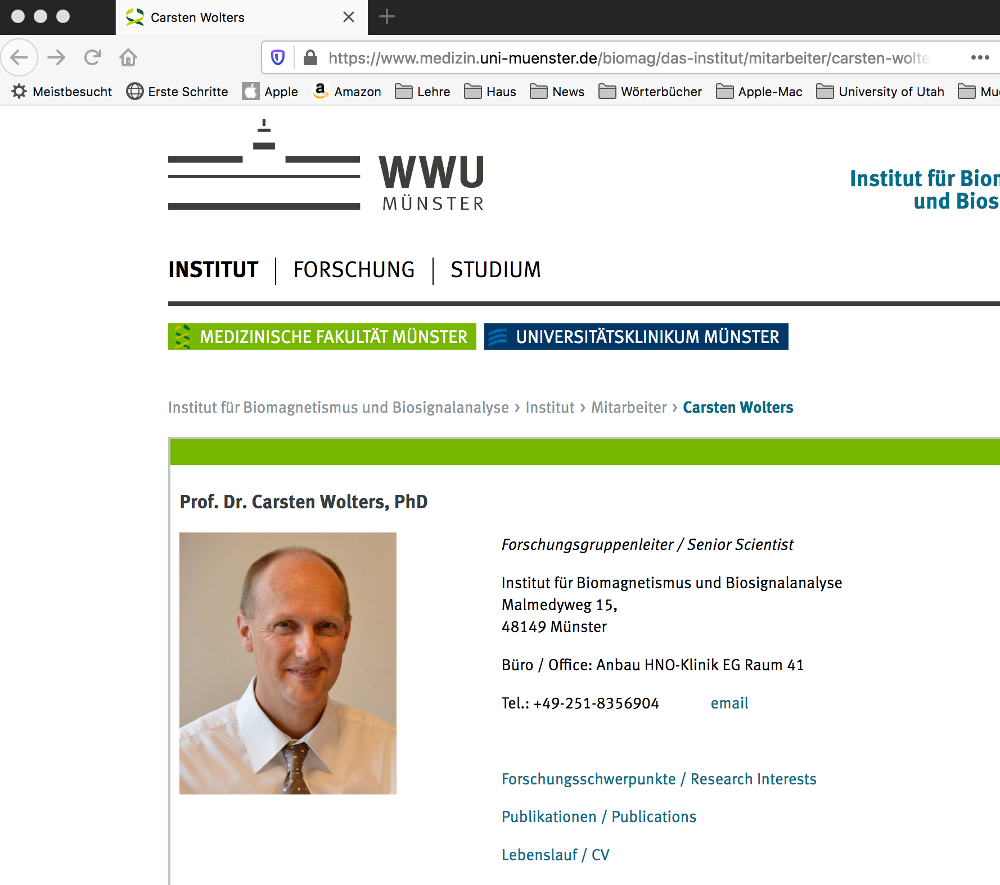 Carsten Wolters
https://www.medizin.uni-muenster.de/biomag/das-institut/mitarbeiter/carsten-wolte
Meistbesucht Erste Schritte Apple Amazon Lehre Haus News Wörterbücher Apple-Mac University of Utah Mu
WWU
MÜNSTER
Institut für Biom
und Bios
INSTITUT FORSCHUNG STUDIUM
MEDIZINISCHE FAKULTÄT MÜNSTER UNIVERSITÄTSKLINIKUM MÜNSTER
Institut für Biomagnetismus und Biosignalanalyse › Institut › Mitarbeiter › Carsten Wolters
Prof. Dr. Carsten Wolters, PhD
Forschungsgruppenleiter / Senior Scientist
Institut für Biomagnetismus und Biosignalanalyse
Malmedyweg 15,
48149 Münster
Büro / Office: Anbau HNO-Klinik EG Raum 41
Tel.: +49-251-8356904 email
Forschungsschwerpunkte / Research Interests
Publikationen / Publications
Lebenslauf / CV